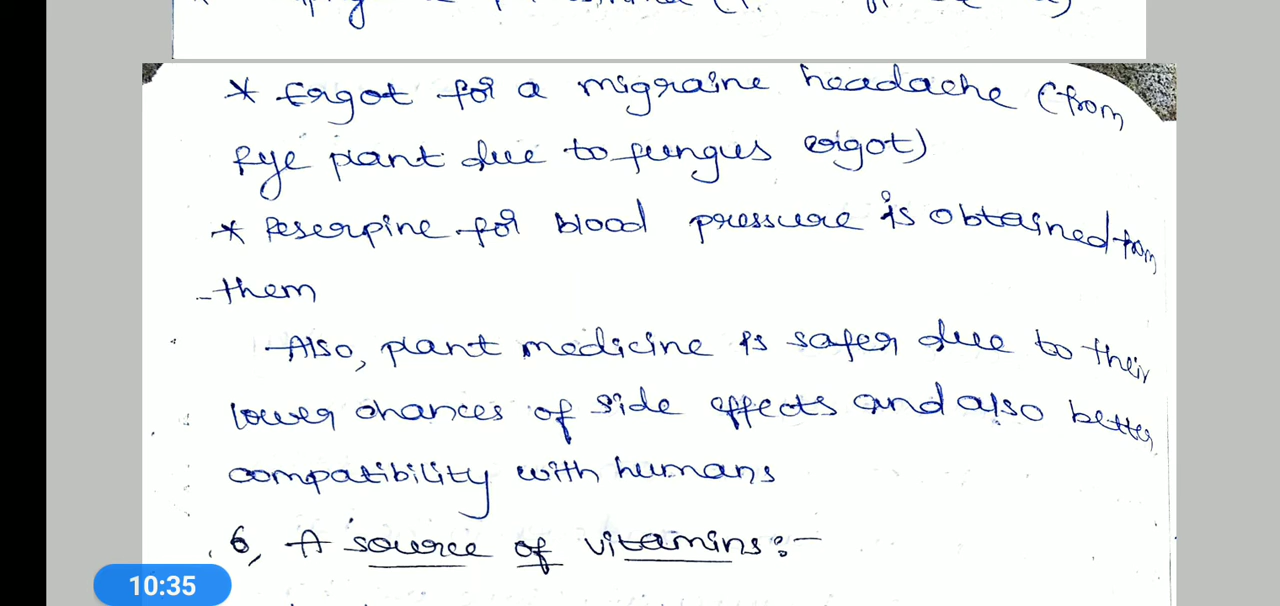 * Ergot for a migraine headache (from
Rye plant due to fungus erigot)
* Reserpine for blood pressure is obtained from
them
Also, plant medicine is safer due to their
lower chances of side effects and also better
compatibility with humans
6, A source of vitamins:-
10:35